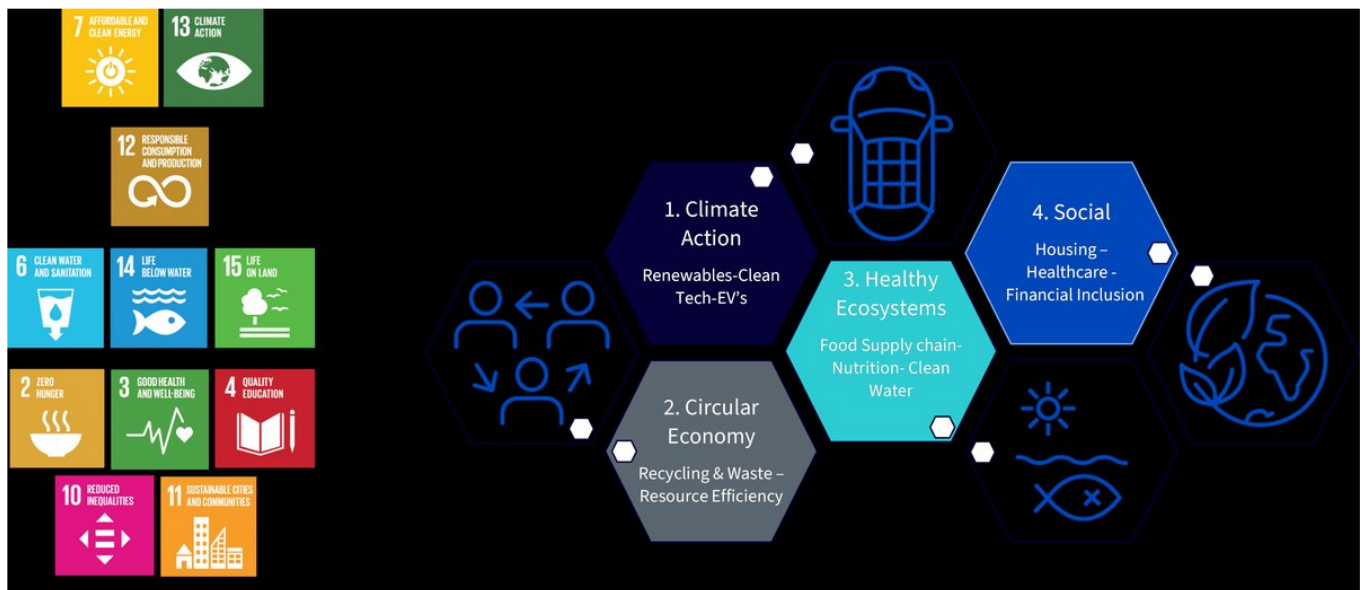 7 AFFORDABLE AND
CLEAN ENERGY
13 CLIMATE
ACTION
12 RESPONSIBLE
CONSUMPTION
AND PRODUCTION
6 CLEAN WATER
AND SANITATION
14 LIFE
BELOW WATER
15 LIFE
ON LAND
2 ZERO
HUNGER
3 GOOD HEALTH
AND WELL-BEING
4 QUALITY
EDUCATION
10 REDUCED
INEQUALITIES
11 SUSTAINABLE CITIES
AND COMMUNITIES
1. Climate
Action
Renewables-Clean
Tech-EV's
2. Circular
Economy
Recycling & Waste –
Resource Efficiency
3. Healthy
Ecosystems
Food Supply chain-
Nutrition- Clean
Water
4. Social
Housing –
Healthcare -
Financial Inclusion